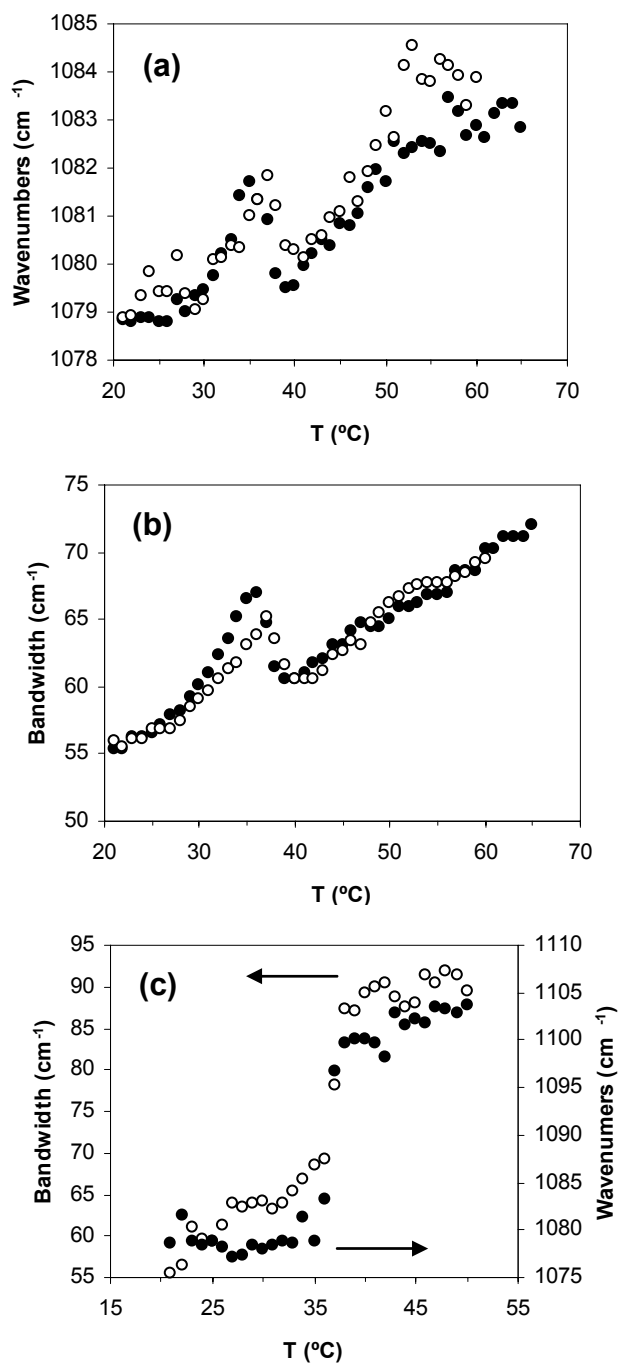 (a)
Wavenumbers (cm -1)
1085
1084
1083
1082
1081
1080
1079
1078
20 30 40 50 60 70
T (ºC)
(b)
Bandwidth (cm-1)
75
70
65
60
55
50
20 30 40 50 60 70
T (ºC)
(c)
Bandwidth (cm-1)
95
90
85
80
75
70
65
60
55
Wavenumers (cm -1)
1110
1105
1100
1095
1090
1085
1080
1075
15 25 35 45 55
T (ºC)